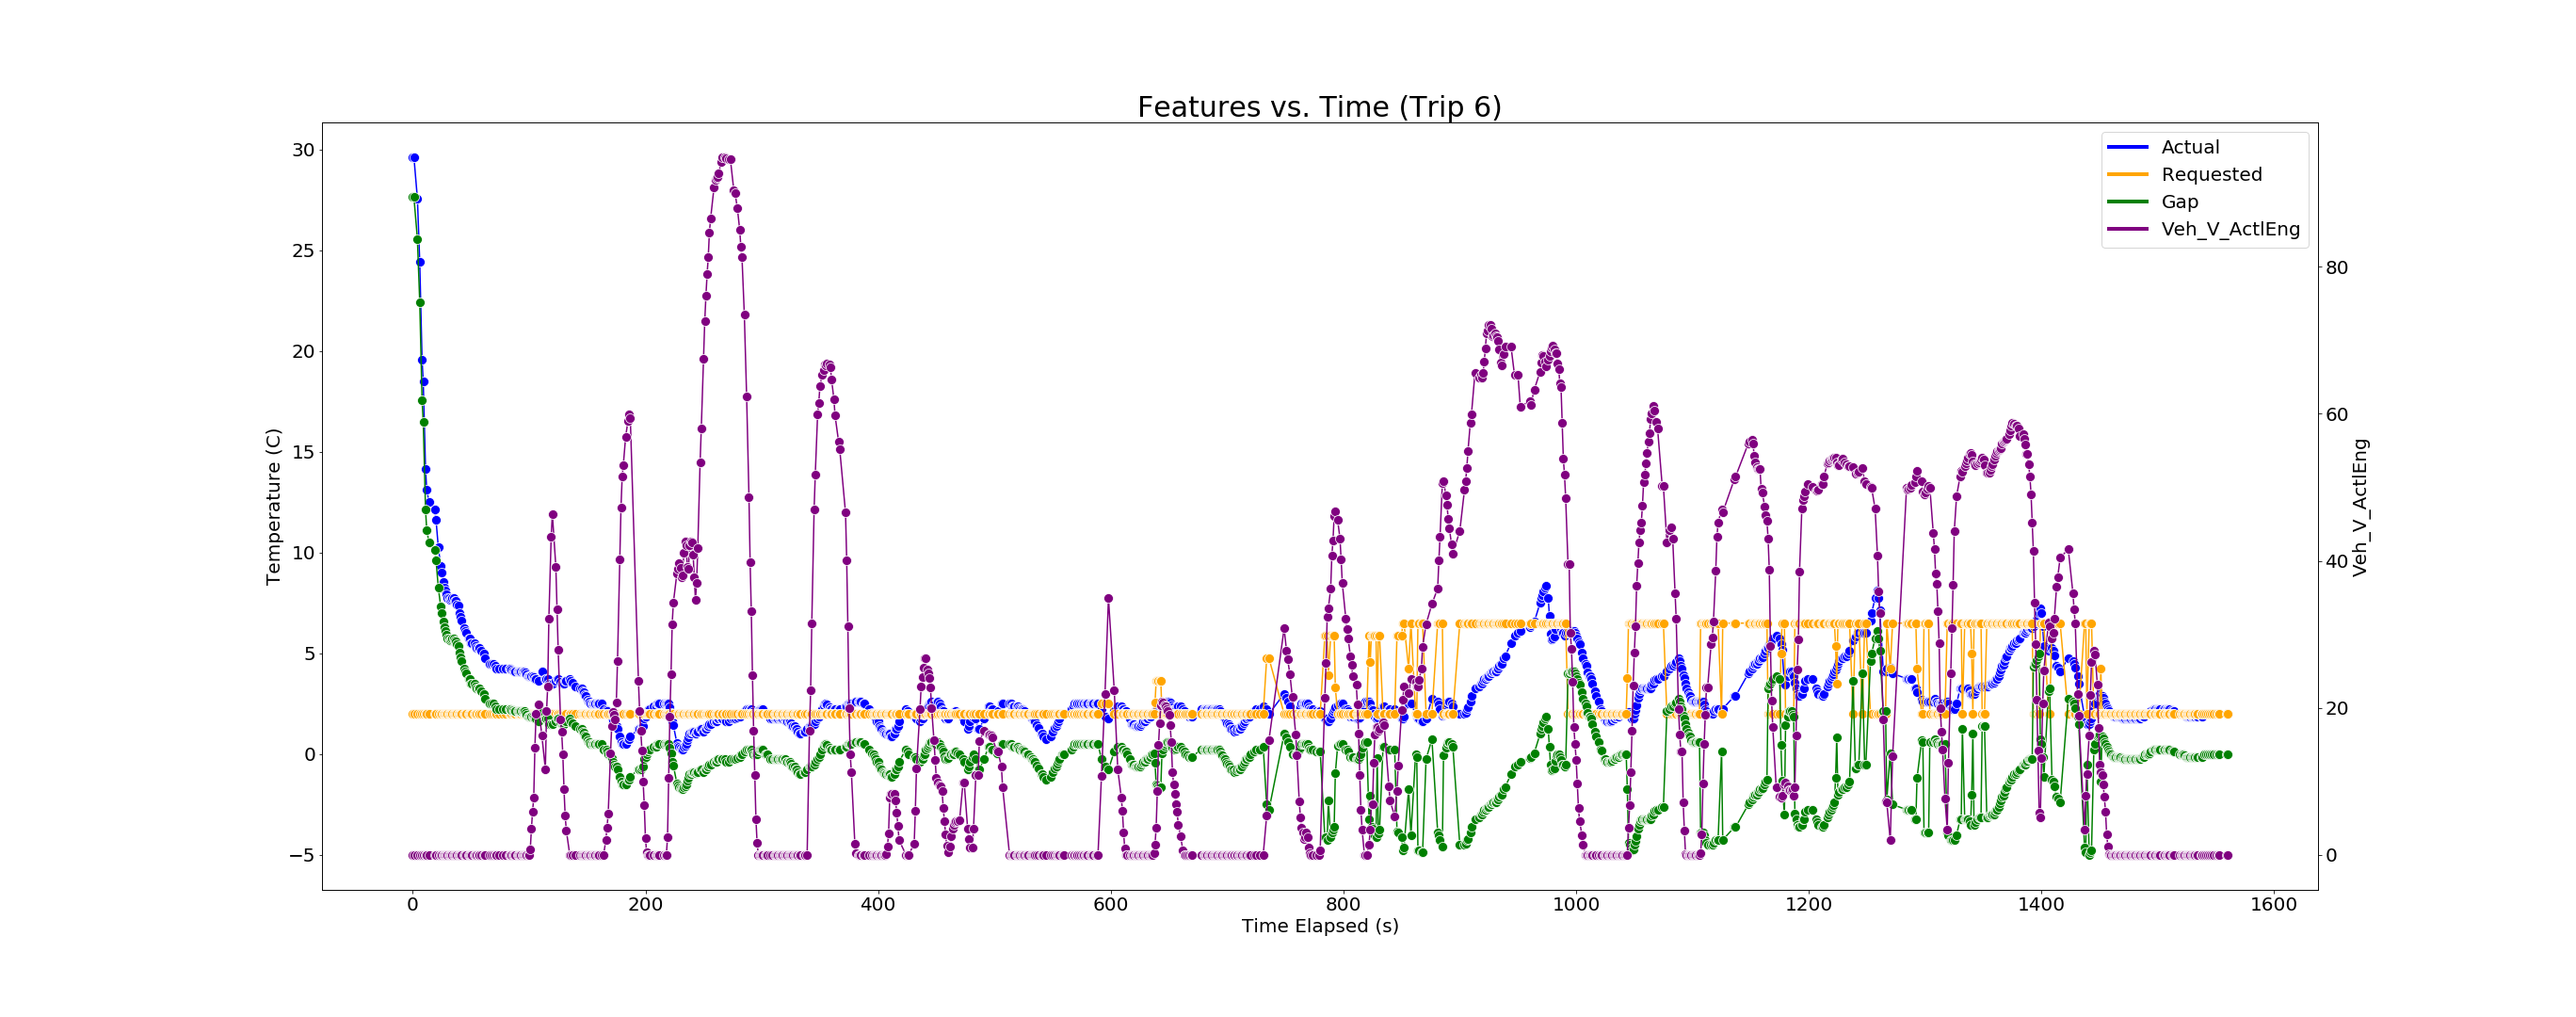 Features vs. Time (Trip 6)
Actual
Requested
Gap
Veh_V_ActlEng
Temperature (C)
30
25
20
15
10
5
0
−5
80
60
40
20
0
Veh_V_ActlEng
0 200 400 600 800 1000 1200 1400 1600
Time Elapsed (s)